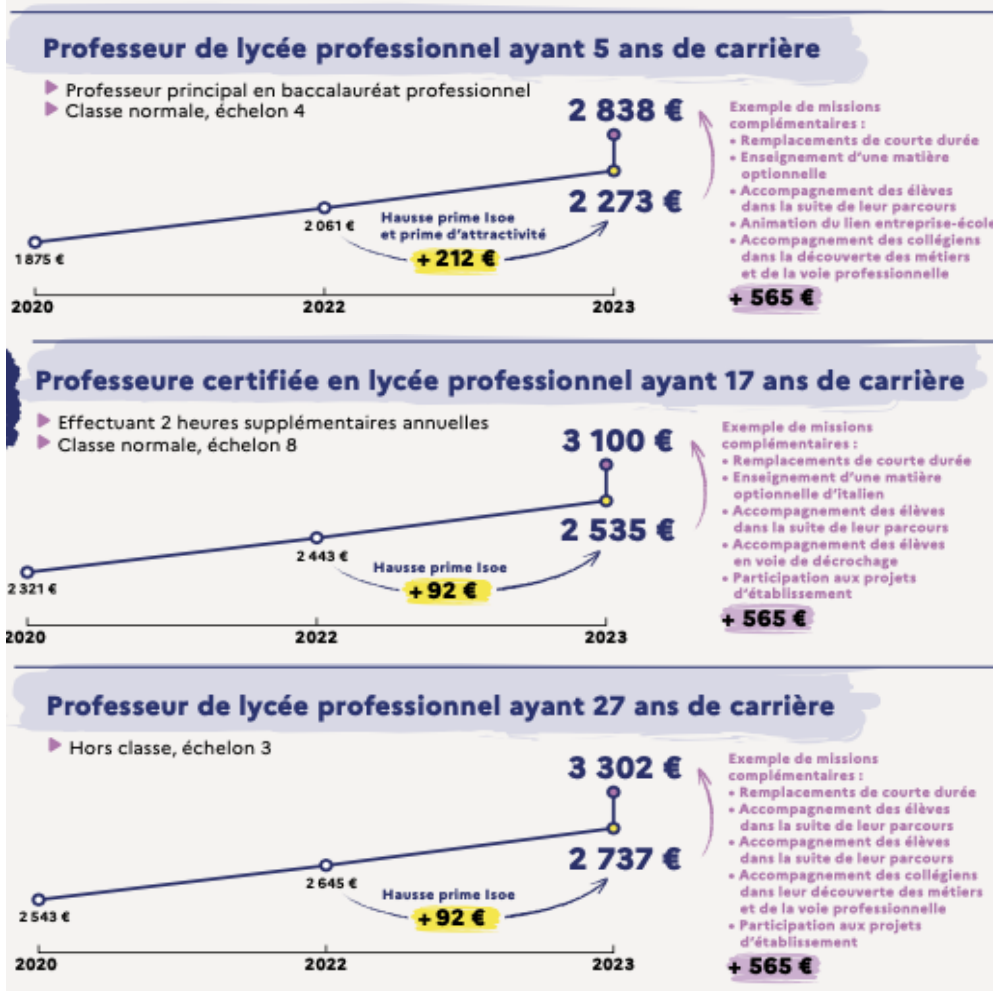 Professeur de lycée professionnel ayant 5 ans de carrière
Professeur principal en baccalauréat professionnel
Classe normale, échelon 4
2 838 €
2 273 €
2 061 €
1 875 €
Hausse prime Isoe
et prime d'attractivité
+ 212 €
2020
2022
2023
Exemple de missions
complémentaires :
• Remplacements de courte durée
• Enseignement d'une matière
optionnelle
• Accompagnement des élèves
dans la suite de leur parcours
• Animation du lien entreprise-école
• Accompagnement des collégiens
dans la découverte des métiers
et de la voie professionnelle
+ 565 €
Professeure certifiée en lycée professionnel ayant 17 ans de carrière
Effectuant 2 heures supplémentaires annuelles
Classe normale, échelon 8
3 100 €
2 535 €
2 443 €
2 321 €
Hausse prime Isoe
+ 92 €
2020
2022
2023
Exemple de missions
complémentaires :
• Remplacements de courte durée
• Enseignement d'une matière
optionnelle d'italien
• Accompagnement des élèves
dans la suite de leur parcours
• Accompagnement des élèves
en voie de décrochage
• Participation aux projets
d'établissement
+ 565 €
Professeur de lycée professionnel ayant 27 ans de carrière
Hors classe, échelon 3
3 302 €
2 737 €
2 645 €
2 543 €
Hausse prime Isoe
+ 92 €
2020
2022
2023
Exemple de missions
complémentaires :
• Remplacements de courte durée
• Accompagnement des élèves
dans la suite de leur parcours
• Accompagnement des élèves
dans la suite de leur parcours
• Accompagnement des collégiens
dans leur découverte des métiers
et de la voie professionnelle
• Participation aux projets
d'établissement
+ 565 €